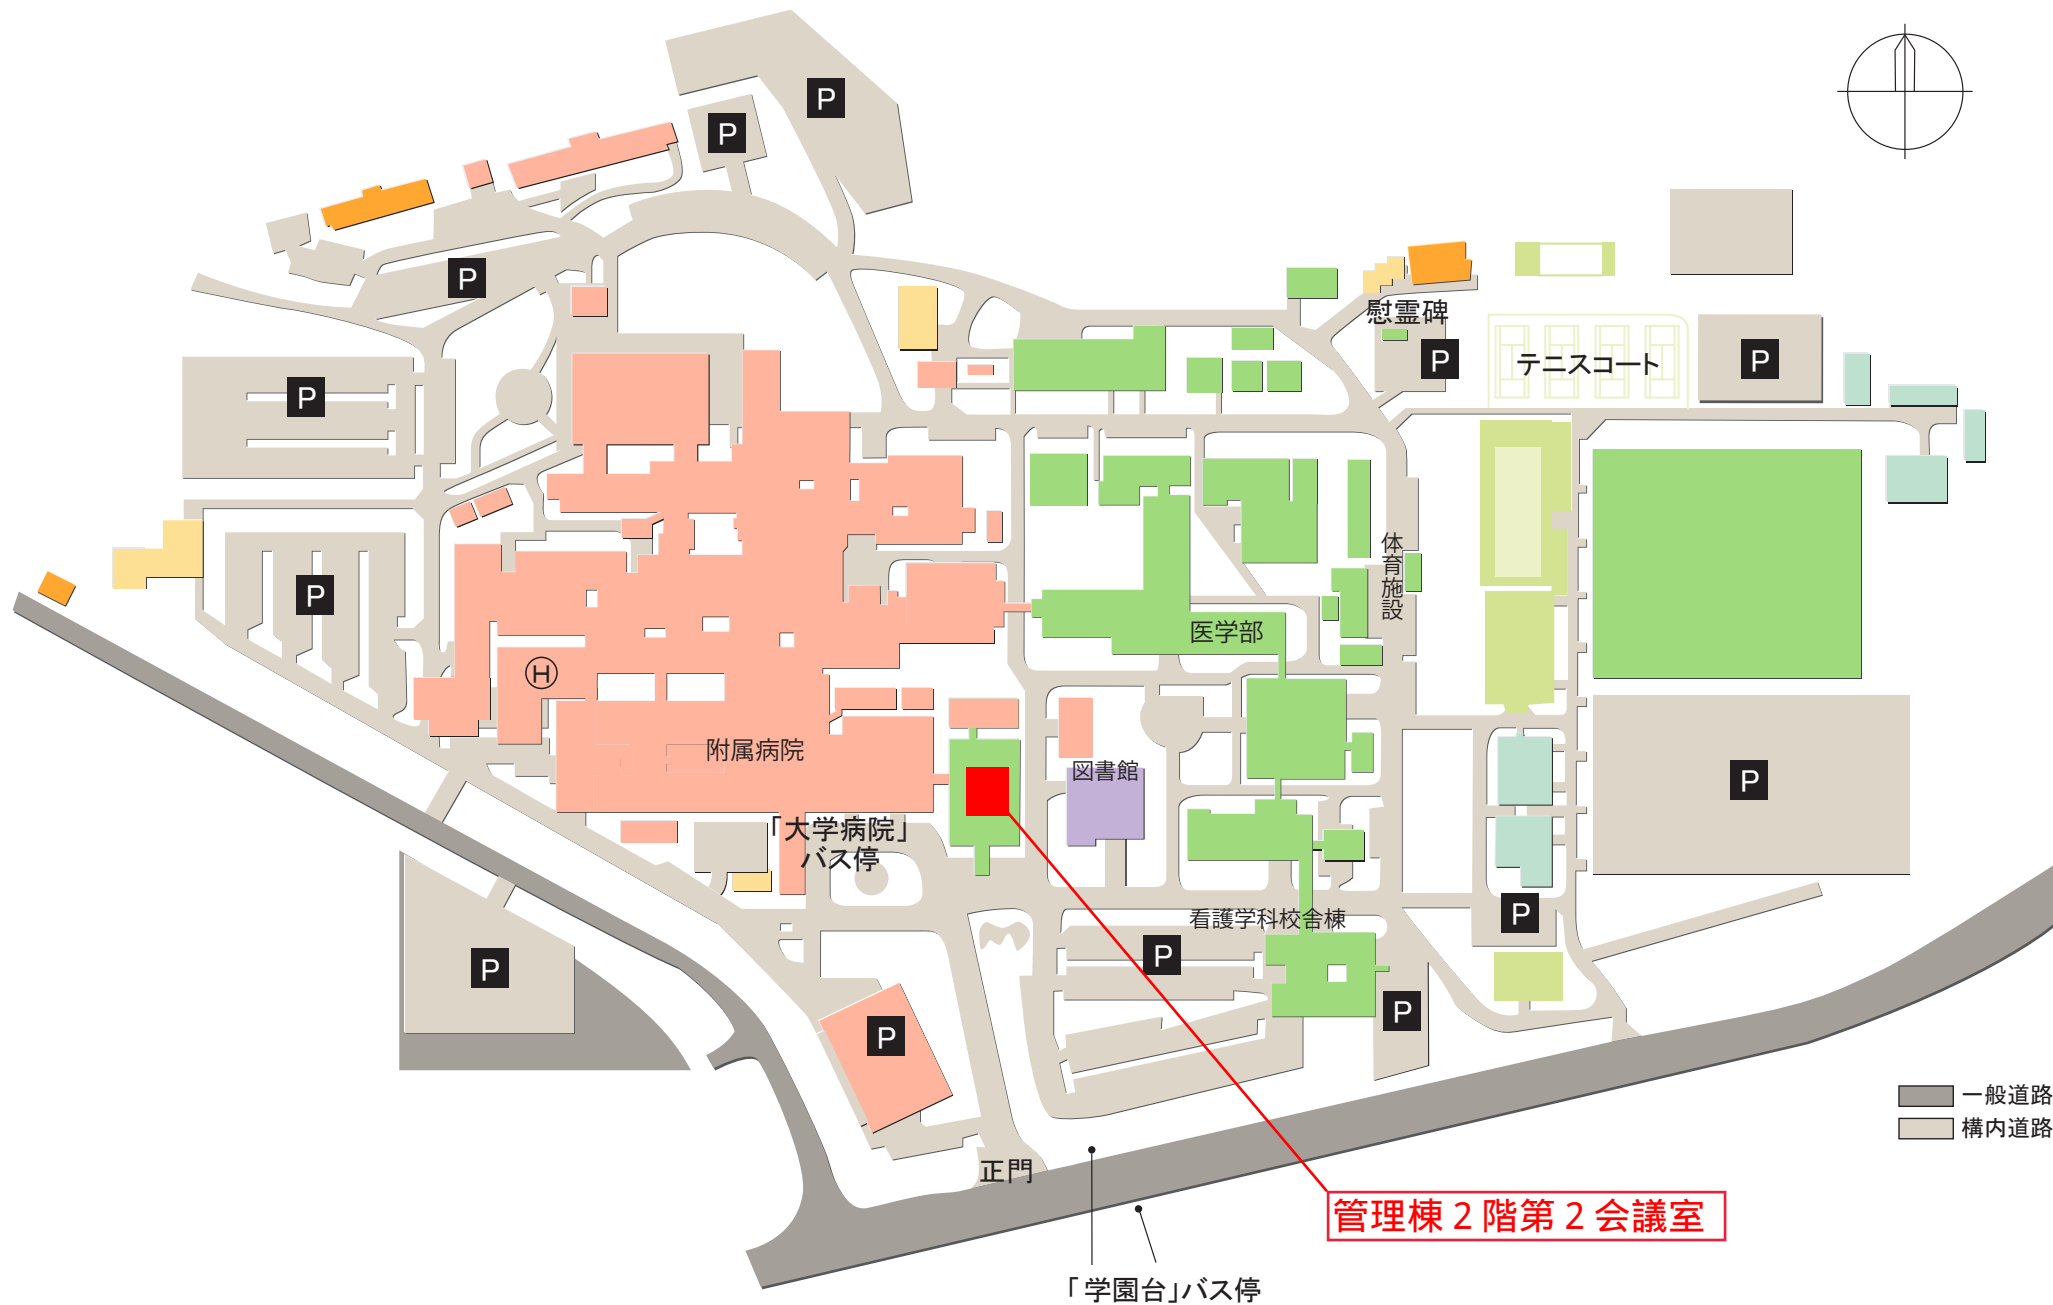 P
P
P
慰霊碑
P
テニスコート
P
P
P
体育施設
医学部
H
附属病院
図書館
P
「大学病院」
バス停
看護学科校舎棟
P
P
P
P
P
一般道路
構内道路
正門
管理棟２階第２会議室
「学園台」バス停